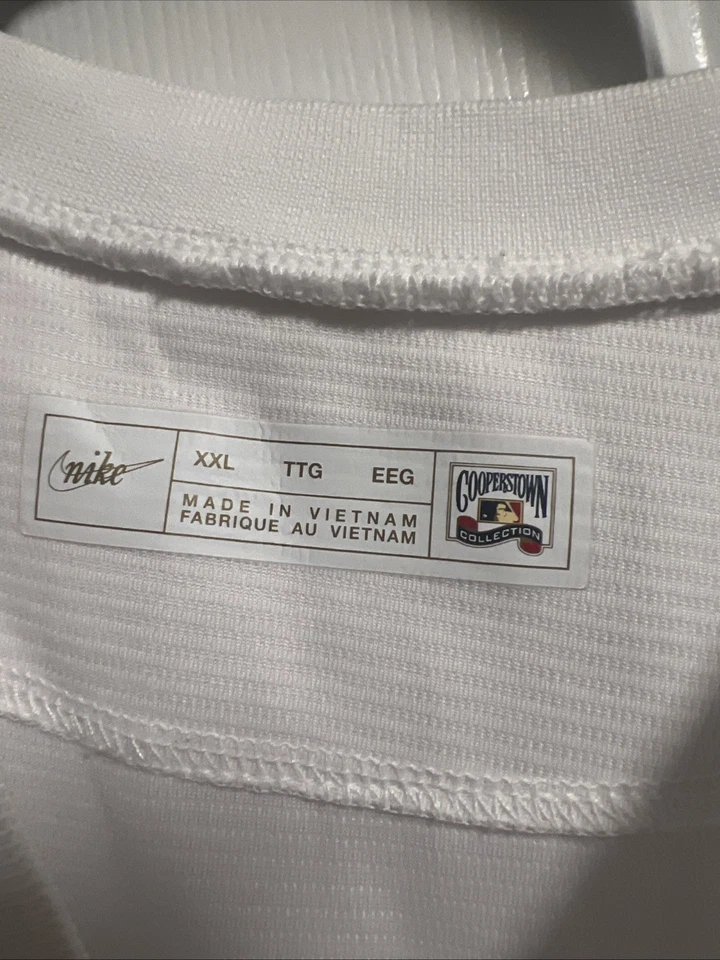 nike
XXL TTG EEG
MADE IN VIETNAM
FABRIQUE AU VIETNAM
COOPERSTOWN
COLLECTION